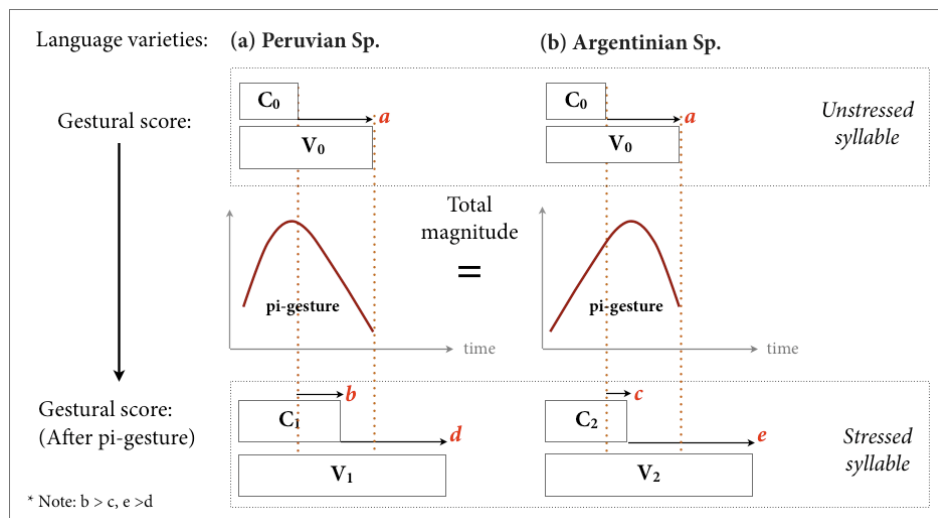 Language varieties: (a) Peruvian Sp. (b) Argentinian Sp.
C₀ C₀
Gestural score: a a Unstressed
V₀ V₀ syllable
Total
magnitude
=
pi-gesture pi-gesture
time time
b c
Gestural score: C₁ C₂
(After pi-gesture) d e Stressed
V₁ V₂ syllable
* Note: b > c, e >d